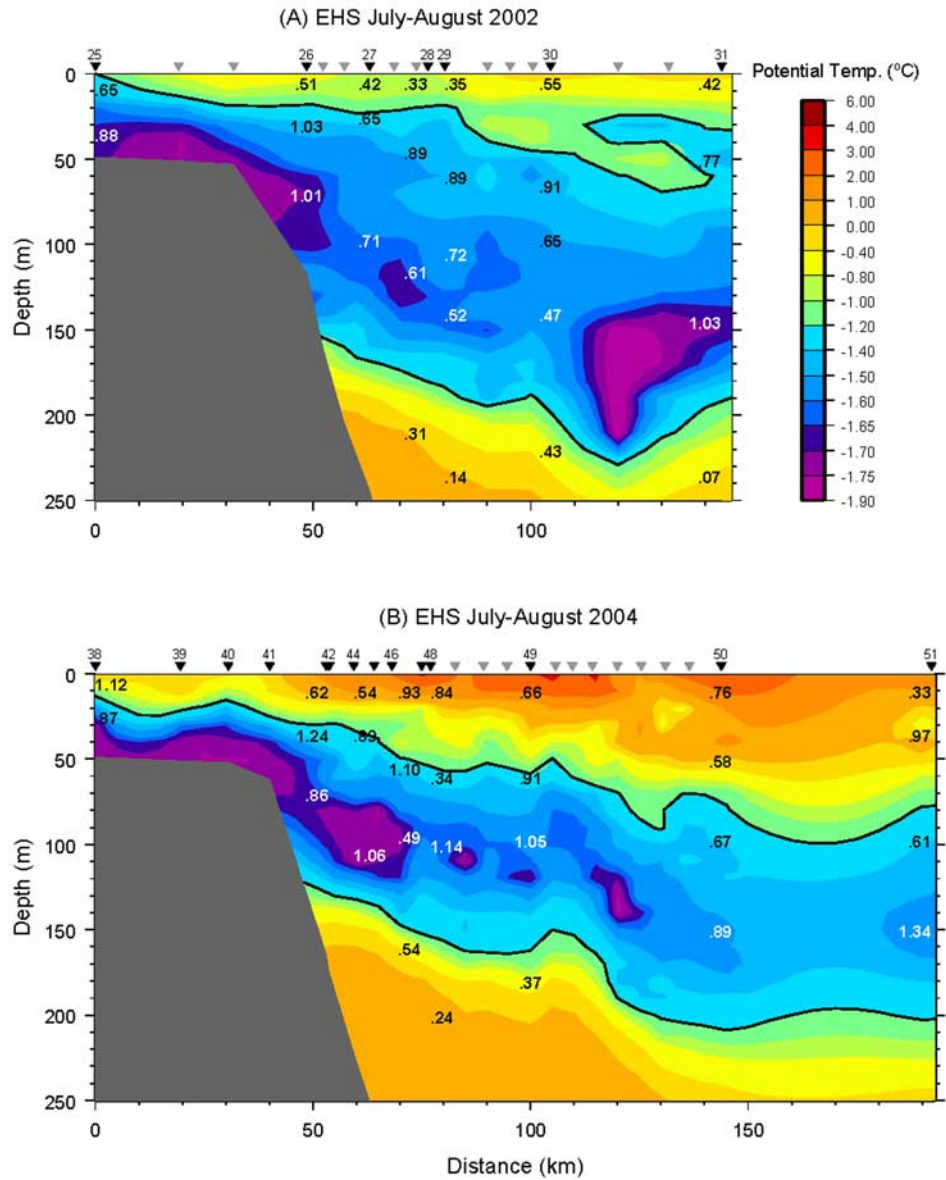 (A) EHS July-August 2002
25 26 27 28 29 30 31
Potential Temp. (°C)
0 .65 .51 .42 .33 .35 .55 .42
1.03 .65
.88 .89 .77
50 .89 .91
1.01
100 .71 .72 .65
.61
.52 .47 1.03
150
200 .31 .43
.14 .07
250
0 50 100
Depth (m)
6.00
4.00
3.00
2.00
1.00
0.00
-0.40
-0.80
-1.00
-1.20
-1.40
-1.50
-1.60
-1.65
-1.70
-1.75
-1.90
(B) EHS July-August 2004
38 39 40 41 42 44 46 48 49 50 51
0 1.12 .62 .54 .93 .84 .66 .76 .33
.87 1.24 .89 .97
50 1.10 .34 .91 .58
.86
100 1.06 .49 1.14 1.05 .67 .61
150 .54 .89 1.34
.37
200 .24
250
0 50 100 150
Depth (m)
Distance (km)